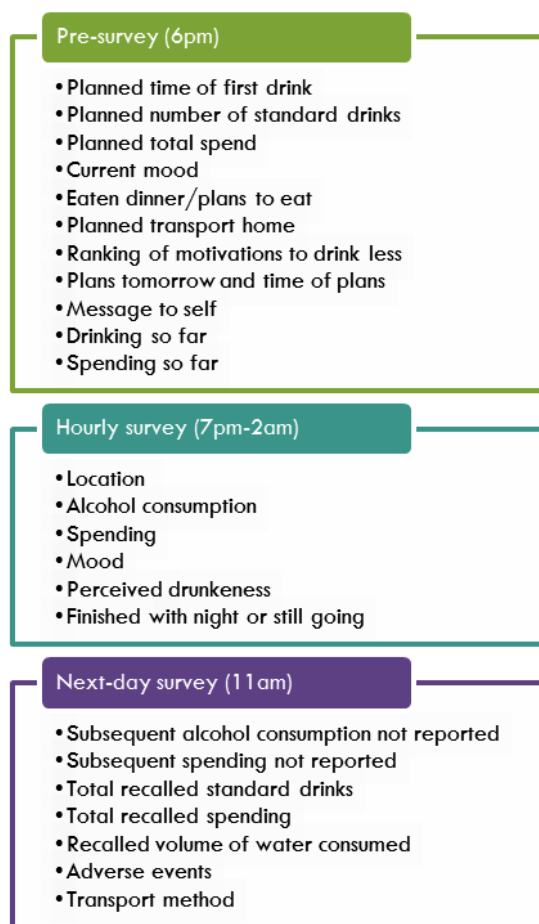 Pre-survey (6pm)
•Planned time of first drink
•Planned number of standard drinks
•Planned total spend
•Current mood
•Eaten dinner/plans to eat
•Planned transport home
•Ranking of motivations to drink less
•Plans tomorrow and time of plans
•Message to self
•Drinking so far
•Spending so far
Hourly survey (7pm-2am)
•Location
•Alcohol consumption
•Spending
•Mood
•Perceived drunkeness
•Finished with night or still going
Next-day survey (11am)
•Subsequent alcohol consumption not reported
•Subsequent spending not reported
•Total recalled standard drinks
•Total recalled spending
•Recalled volume of water consumed
•Adverse events
•Transport method